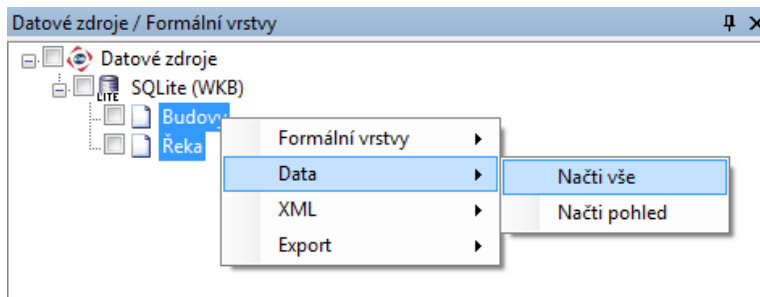 Datové zdroje / Formální vrstvy
Datové zdroje
LITE SQLite (WKB)
Budovy
Řeka
Formální vrstvy
Data
XML
Export
Načti vše
Načti pohled